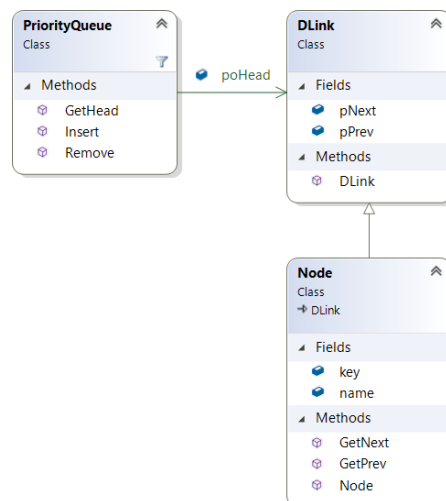 PriorityQueue
Class
Methods
GetHead
Insert
Remove
poHead
DLink
Class
Fields
pNext
pPrev
Methods
DLink
Node
Class
DLink
Fields
key
name
Methods
GetNext
GetPrev
Node